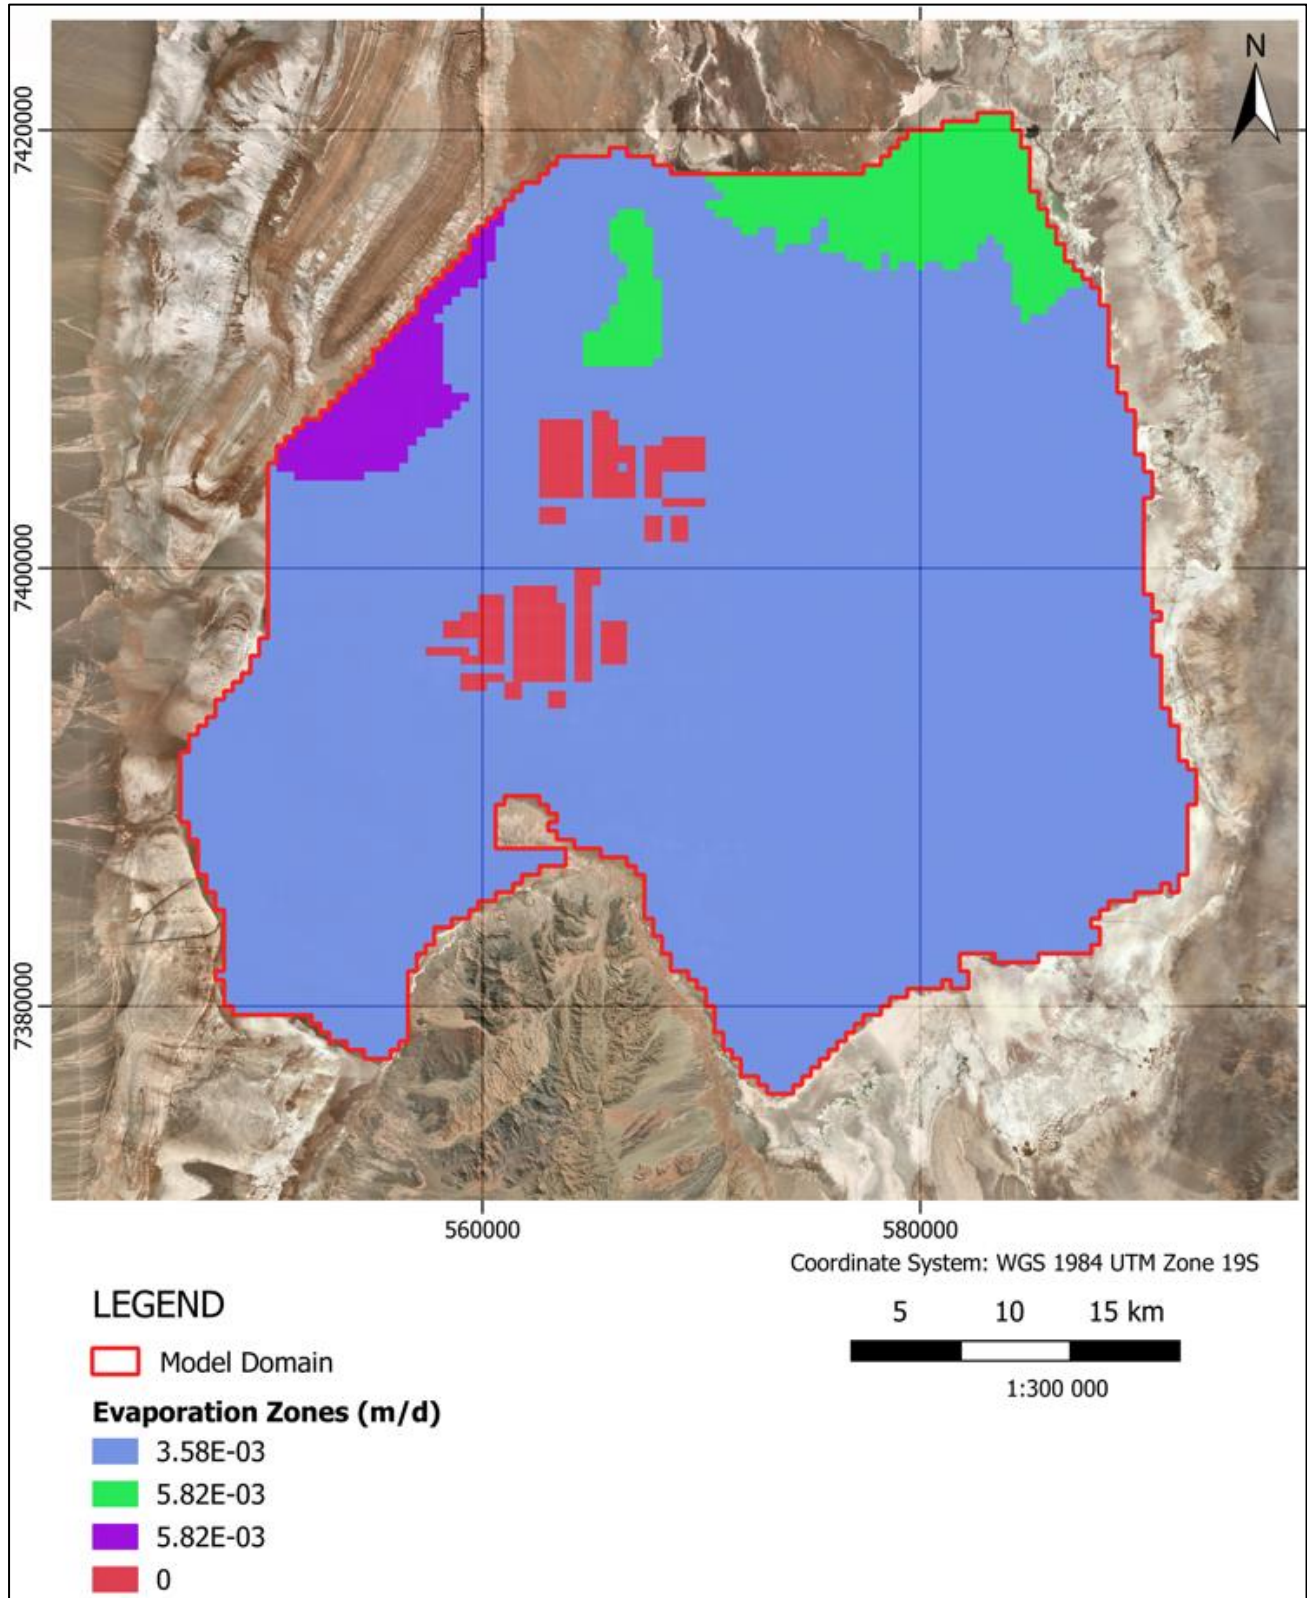 N
7420000
7400000
7380000
560000 580000
Coordinate System: WGS 1984 UTM Zone 19S
LEGEND
5 10 15 km
Model Domain
1:300 000
Evaporation Zones (m/d)
3.58E-03
5.82E-03
5.82E-03
0